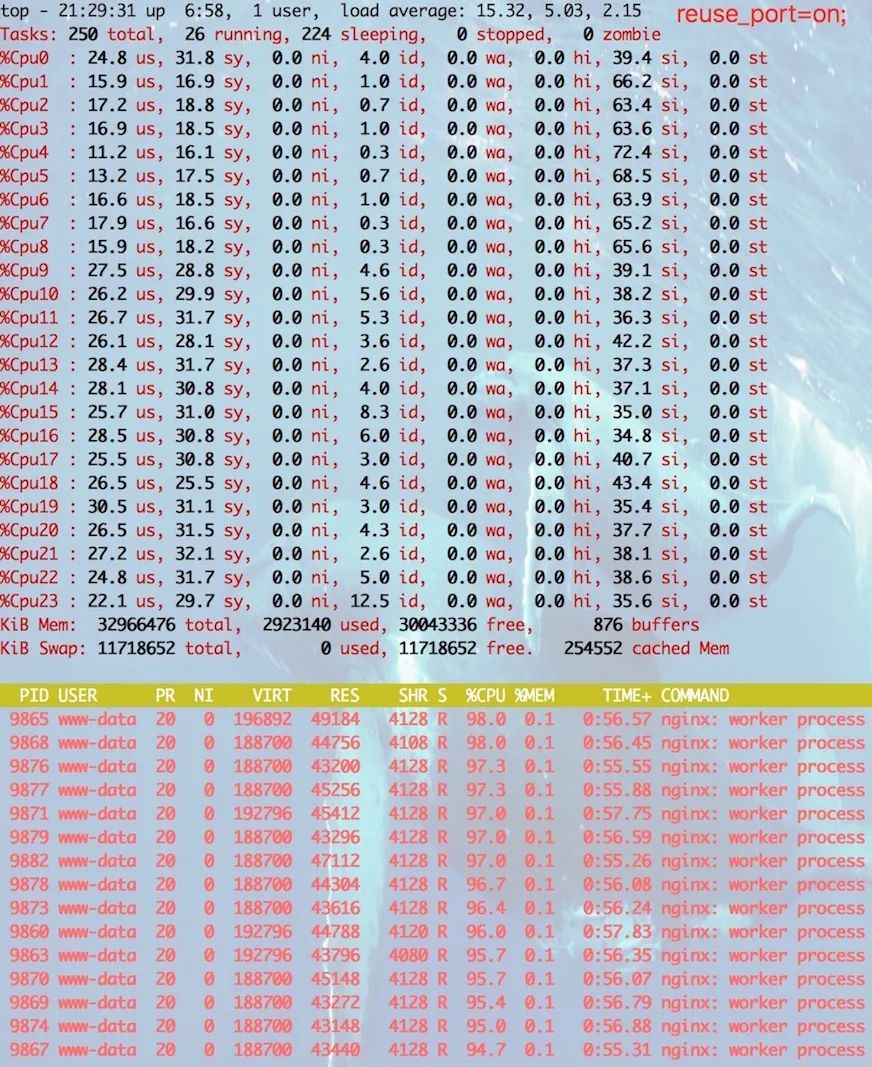 top - 21:29:31 up  6:58,  1 user,  load average: 15.32, 5.03, 2.15
reuse_port=on;
Tasks: 250 total,  26 running, 224 sleeping,   0 stopped,   0 zombie
%Cpu0  : 24.8 us, 31.8 sy,  0.0 ni,  4.0 id,  0.0 wa,  0.0 hi, 39.4 si,  0.0 st
%Cpu1  : 15.9 us, 16.9 sy,  0.0 ni,  1.0 id,  0.0 wa,  0.0 hi, 66.2 si,  0.0 st
%Cpu2  : 17.2 us, 18.8 sy,  0.0 ni,  0.7 id,  0.0 wa,  0.0 hi, 63.4 si,  0.0 st
%Cpu3  : 16.9 us, 18.5 sy,  0.0 ni,  1.0 id,  0.0 wa,  0.0 hi, 63.6 si,  0.0 st
%Cpu4  : 11.2 us, 16.1 sy,  0.0 ni,  0.3 id,  0.0 wa,  0.0 hi, 72.4 si,  0.0 st
%Cpu5  : 13.2 us, 17.5 sy,  0.0 ni,  0.7 id,  0.0 wa,  0.0 hi, 68.5 si,  0.0 st
%Cpu6  : 16.6 us, 18.5 sy,  0.0 ni,  1.0 id,  0.0 wa,  0.0 hi, 63.9 si,  0.0 st
%Cpu7  : 17.9 us, 16.6 sy,  0.0 ni,  0.3 id,  0.0 wa,  0.0 hi, 65.2 si,  0.0 st
%Cpu8  : 15.9 us, 18.2 sy,  0.0 ni,  0.3 id,  0.0 wa,  0.0 hi, 65.6 si,  0.0 st
%Cpu9  : 27.5 us, 28.8 sy,  0.0 ni,  4.6 id,  0.0 wa,  0.0 hi, 39.1 si,  0.0 st
%Cpu10 : 26.2 us, 29.9 sy,  0.0 ni,  5.6 id,  0.0 wa,  0.0 hi, 38.2 si,  0.0 st
%Cpu11 : 26.7 us, 31.7 sy,  0.0 ni,  5.3 id,  0.0 wa,  0.0 hi, 36.3 si,  0.0 st
%Cpu12 : 26.1 us, 28.1 sy,  0.0 ni,  3.6 id,  0.0 wa,  0.0 hi, 42.2 si,  0.0 st
%Cpu13 : 28.4 us, 31.7 sy,  0.0 ni,  2.6 id,  0.0 wa,  0.0 hi, 37.3 si,  0.0 st
%Cpu14 : 28.1 us, 30.8 sy,  0.0 ni,  4.0 id,  0.0 wa,  0.0 hi, 37.1 si,  0.0 st
%Cpu15 : 25.7 us, 31.0 sy,  0.0 ni,  8.3 id,  0.0 wa,  0.0 hi, 35.0 si,  0.0 st
%Cpu16 : 28.5 us, 30.8 sy,  0.0 ni,  6.0 id,  0.0 wa,  0.0 hi, 34.8 si,  0.0 st
%Cpu17 : 25.5 us, 30.8 sy,  0.0 ni,  3.0 id,  0.0 wa,  0.0 hi, 40.7 si,  0.0 st
%Cpu18 : 26.5 us, 25.5 sy,  0.0 ni,  4.6 id,  0.0 wa,  0.0 hi, 43.4 si,  0.0 st
%Cpu19 : 30.5 us, 31.1 sy,  0.0 ni,  3.0 id,  0.0 wa,  0.0 hi, 35.4 si,  0.0 st
%Cpu20 : 26.5 us, 31.5 sy,  0.0 ni,  4.3 id,  0.0 wa,  0.0 hi, 37.7 si,  0.0 st
%Cpu21 : 27.2 us, 32.1 sy,  0.0 ni,  2.6 id,  0.0 wa,  0.0 hi, 38.1 si,  0.0 st
%Cpu22 : 24.8 us, 31.7 sy,  0.0 ni,  5.0 id,  0.0 wa,  0.0 hi, 38.6 si,  0.0 st
%Cpu23 : 22.1 us, 29.7 sy,  0.0 ni, 12.5 id,  0.0 wa,  0.0 hi, 35.6 si,  0.0 st
KiB Mem:  32966476 total,  2923140 used, 30043336 free,      876 buffers
KiB Swap: 11718652 total,        0 used, 11718652 free.   254552 cached Mem
PID USER      PR  NI    VIRT    RES    SHR S  %CPU %MEM     TIME+ COMMAND
9865 www-data  20   0  196892  49184   4128 R  98.0  0.1   0:56.57 nginx: worker process
9868 www-data  20   0  188700  44756   4108 R  98.0  0.1   0:56.45 nginx: worker process
9876 www-data  20   0  188700  43200   4128 R  97.3  0.1   0:55.55 nginx: worker process
9877 www-data  20   0  188700  45256   4128 R  97.3  0.1   0:55.88 nginx: worker process
9871 www-data  20   0  192796  45412   4128 R  97.0  0.1   0:57.75 nginx: worker process
9879 www-data  20   0  188700  43296   4128 R  97.0  0.1   0:56.59 nginx: worker process
9882 www-data  20   0  188700  47112   4128 R  97.0  0.1   0:55.26 nginx: worker process
9878 www-data  20   0  188700  44304   4128 R  96.7  0.1   0:56.08 nginx: worker process
9873 www-data  20   0  188700  43616   4128 R  96.4  0.1   0:56.24 nginx: worker process
9860 www-data  20   0  192796  44788   4120 R  96.0  0.1   0:57.83 nginx: worker process
9863 www-data  20   0  192796  43796   4080 R  95.7  0.1   0:56.35 nginx: worker process
9870 www-data  20   0  188700  45148   4128 R  95.7  0.1   0:56.07 nginx: worker process
9869 www-data  20   0  188700  43272   4128 R  95.4  0.1   0:56.79 nginx: worker process
9874 www-data  20   0  188700  43148   4128 R  95.0  0.1   0:56.88 nginx: worker process
9867 www-data  20   0  188700  43440   4128 R  94.7  0.1   0:55.31 nginx: worker process